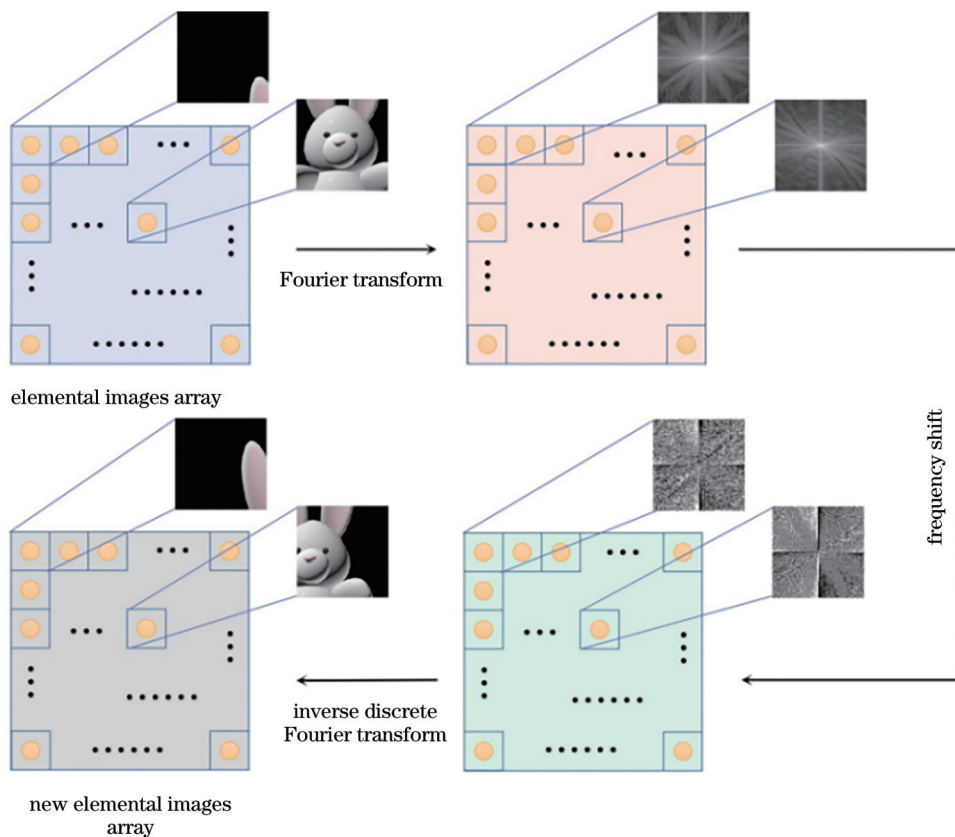 Fourier transform
elemental images array
frequency shift
inverse discrete
Fourier transform
new elemental images
array